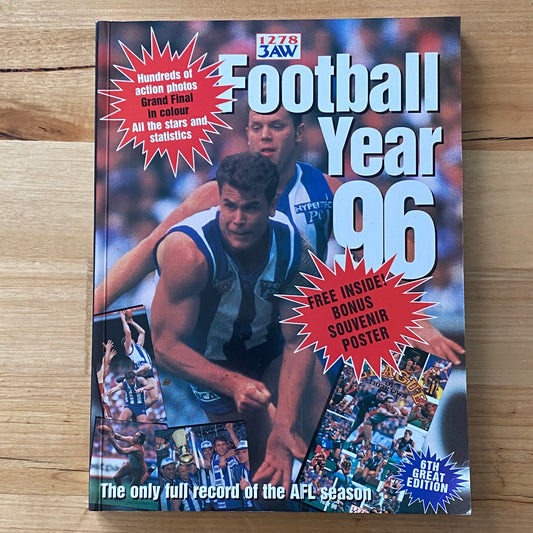 1278
3AW
Football
Year
96
Hundreds of
action photos
Grand Final
in colour
All the stars and
statistics
FREE INSIDE!
BONUS
SOUVENIR
POSTER
6TH
GREAT
EDITION
The only full record of the AFL season